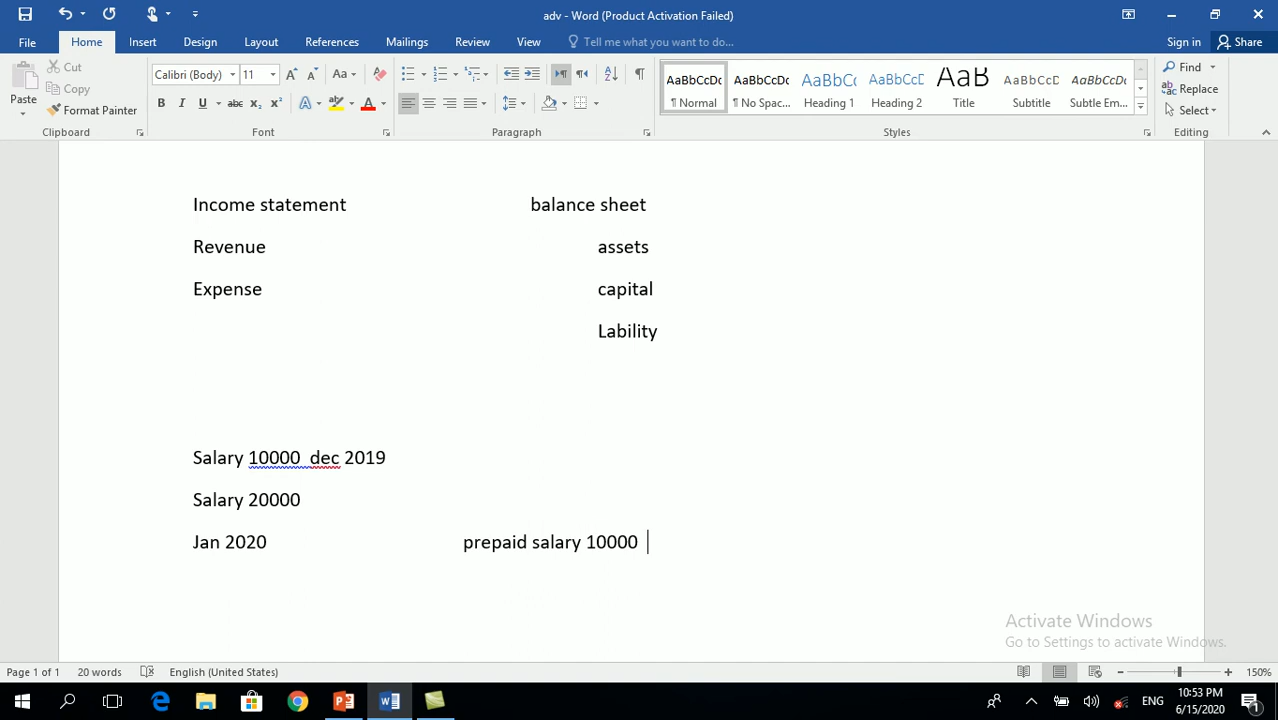 adv - Word (Product Activation Failed)
File Home Insert Design Layout References Mailings Review View Tell me what you want to do... Sign in Share
Paste
Cut
Copy
Format Painter
Clipboard
Calibri (Body) 11
Font
Paragraph
AaBbCcDc AaBbCcDc AaBbCc AaBbCcD AaB AaBbCcD AaBbCcDc
¶ Normal ¶ No Spac... Heading 1 Heading 2 Title Subtitle Subtle Em...
Styles
Find
Replace
Select
Editing
Income statement balance sheet
Revenue assets
Expense capital
Lability
Salary 10000 dec 2019
Salary 20000
Jan 2020 prepaid salary 10000
Activate Windows
Go to Settings to activate Windows.
Page 1 of 1 20 words English (United States) 150%
ENG
10:53 PM
6/15/2020